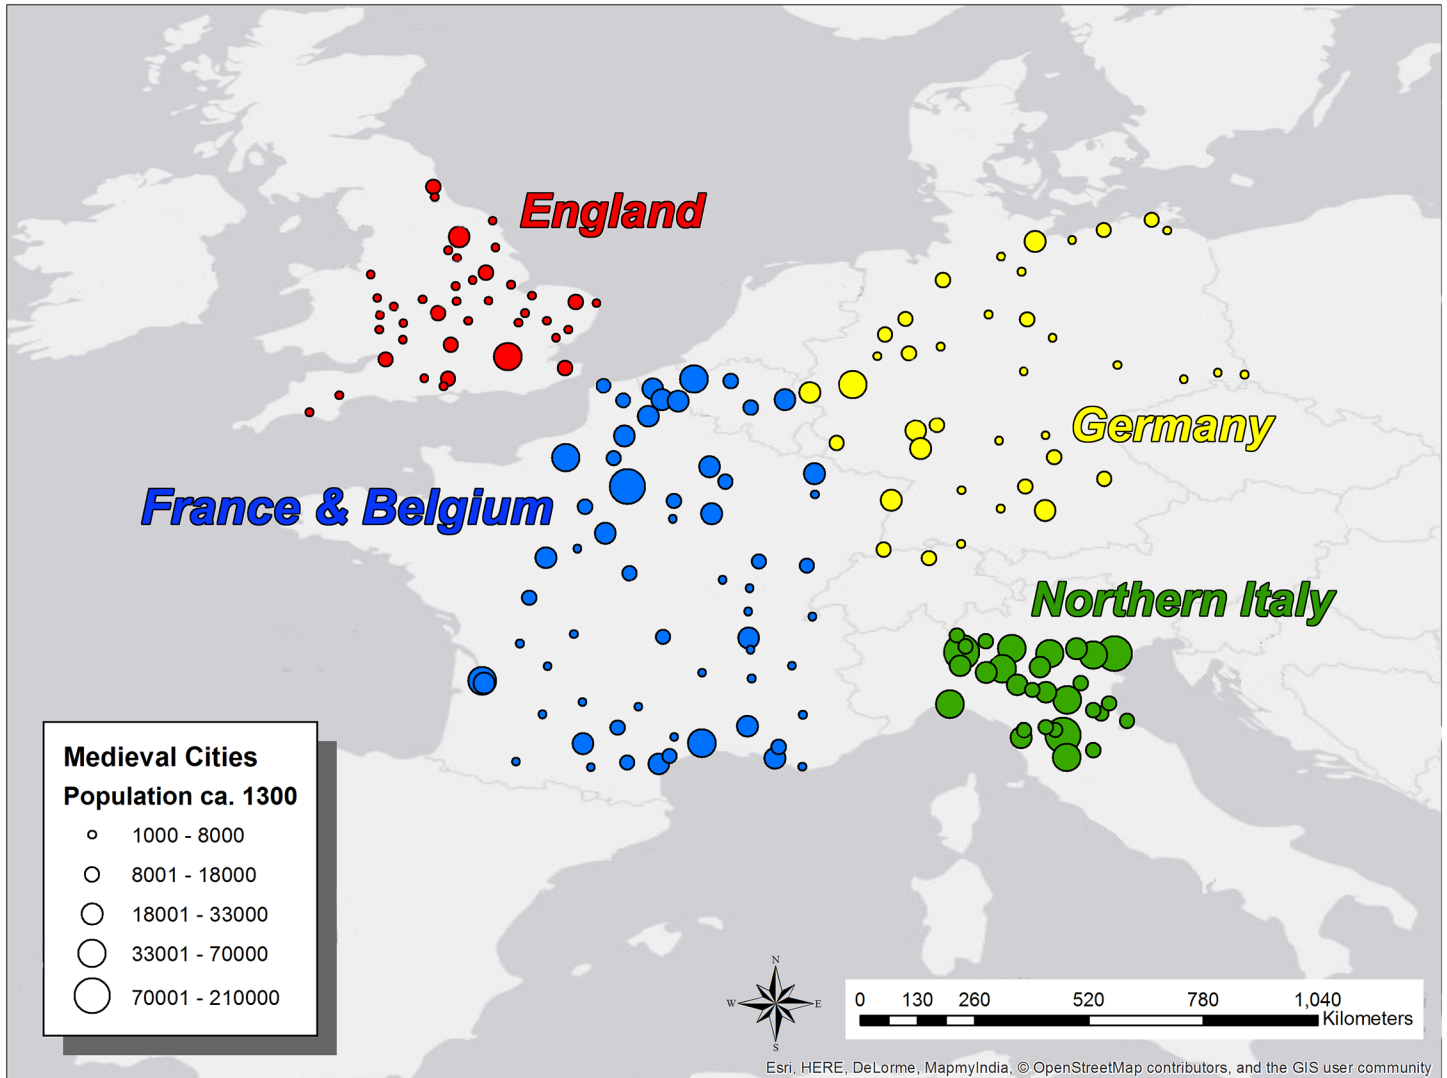 England
Germany
France & Belgium
Northern Italy
Medieval Cities
Population ca. 1300
1000 - 8000
8001 - 18000
18001 - 33000
33001 - 70000
70001 - 210000
N
W E
S
0 130 260 520 780 1,040
Kilometers
Esri, HERE, DeLorme, MapmyIndia, © OpenStreetMap contributors, and the GIS user community